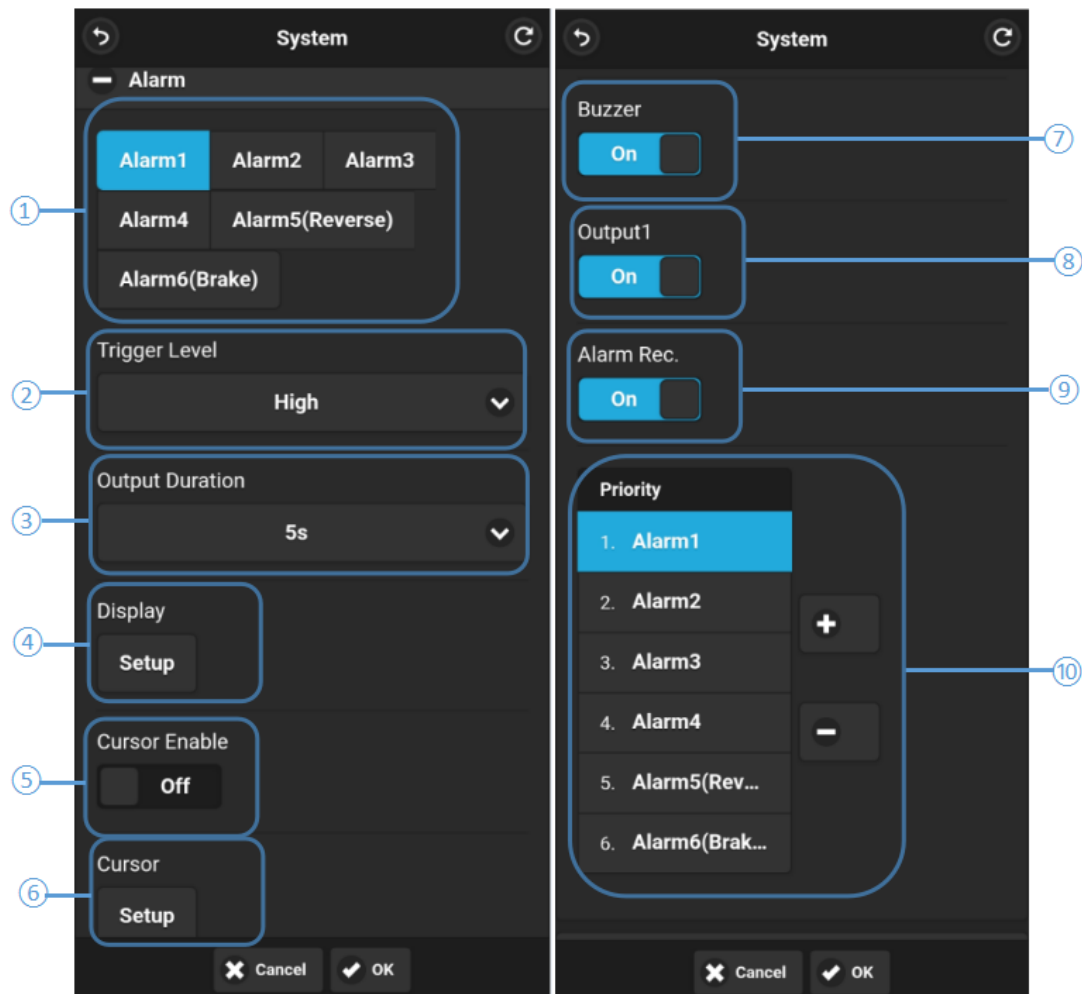 System
Alarm
Alarm1 Alarm2 Alarm3
① Alarm4 Alarm5(Reverse)
Alarm6(Brake)
Trigger Level
② High
Output Duration
③ 5s
Display
④ Setup
Cursor Enable
⑤ Off
Cursor
⑥ Setup
Cancel OK
System
Buzzer
On ⑦
Output1
On ⑧
Alarm Rec.
On ⑨
Priority
1. Alarm1
2. Alarm2
3. Alarm3 ⑩
4. Alarm4
5. Alarm5(Rev...
6. Alarm6(Brak...
Cancel OK